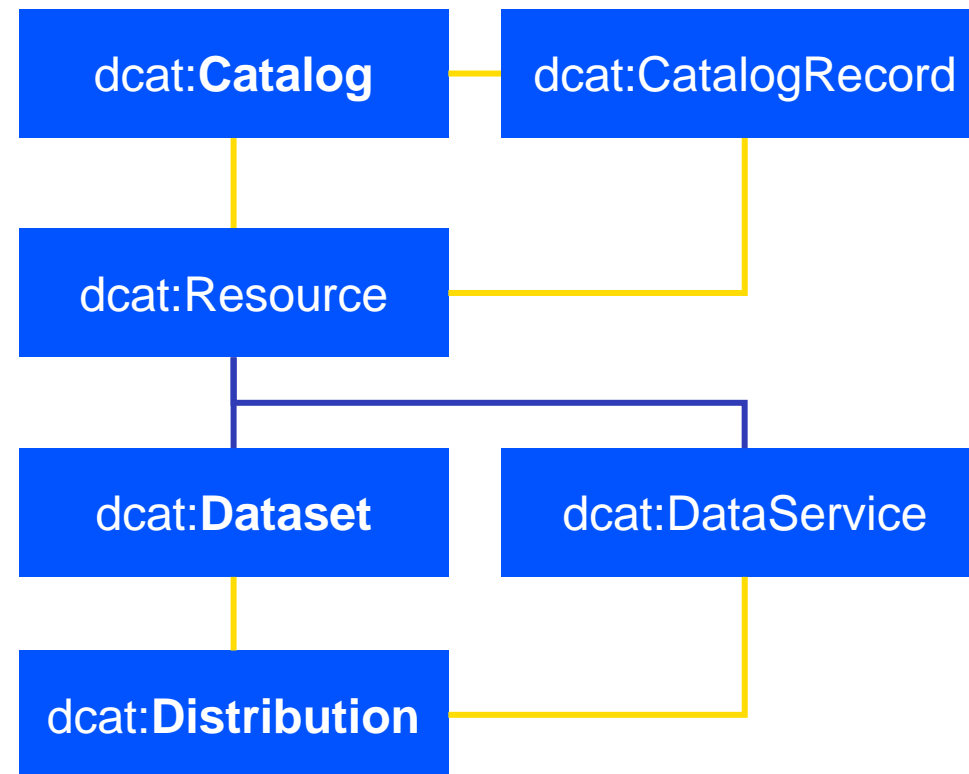 dcat:Catalog
dcat:CatalogRecord
dcat:Resource
dcat:Dataset
dcat:DataService
dcat:Distribution